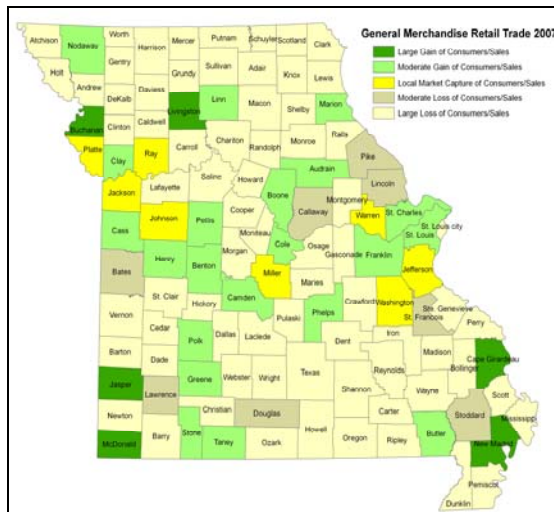 General Merchandise Retail Trade 2007
Large Gain of Consumers/Sales
Moderate Gain of Consumers/Sales
Local Market Capture of Consumers/Sales
Moderate Loss of Consumers/Sales
Large Loss of Consumers/Sales
Atchison
Nodaway
Worth
Harrison
Mercer
Putnam
Schuyler
Scotland
Clark
Holt
Gentry
Grundy
Sullivan
Adair
Knox
Lewis
Andrew
DeKalb
Daviess
Livingston
Linn
Macon
Shelby
Marion
Buchanan
Clinton
Caldwell
Ralls
Platte
Clay
Ray
Carroll
Chariton
Randolph
Monroe
Pike
Audrain
Saline
Howard
Boone
Lincoln
Jackson
Lafayette
Callaway
Montgomery
Warren
St. Charles
St. Louis city
St. Louis
Cass
Johnson
Pettis
Cooper
Moniteau
Cole
Osage
Gasconade
Franklin
Jefferson
Bates
Henry
Benton
Morgan
Miller
Maries
Washington
Ste. Genevieve
St. Francois
Perry
Vernon
St. Clair
Hickory
Camden
Pulaski
Phelps
Crawford
Iron
Madison
Cape Girardeau
Bollinger
Barton
Cedar
Polk
Dallas
Laclede
Dent
Reynolds
Wayne
Scott
Mississippi
Jasper
Dade
Greene
Webster
Wright
Texas
Shannon
Carter
Stoddard
Newton
Lawrence
Christian
Douglas
Howell
Oregon
Ripley
Butler
New Madrid
McDonald
Barry
Stone
Taney
Ozark
Dunklin
Pemiscot